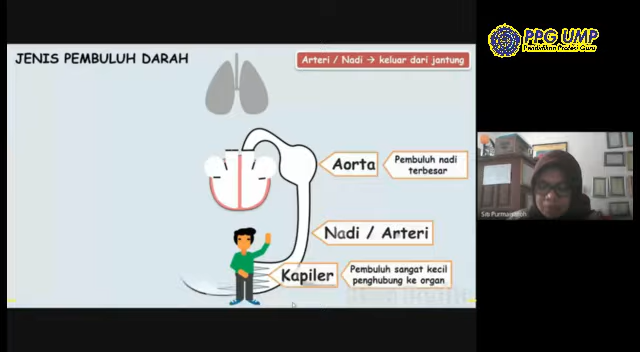 PPG UMP
Pendidikan Profesi Guru
JENIS PEMBULUH DARAH
Arteri / Nadi → keluar dari jantung
Aorta
Pembuluh nadi
terbesar
Nadi / Arteri
Kapiler
Pembuluh sangat kecil
penghubung ke organ